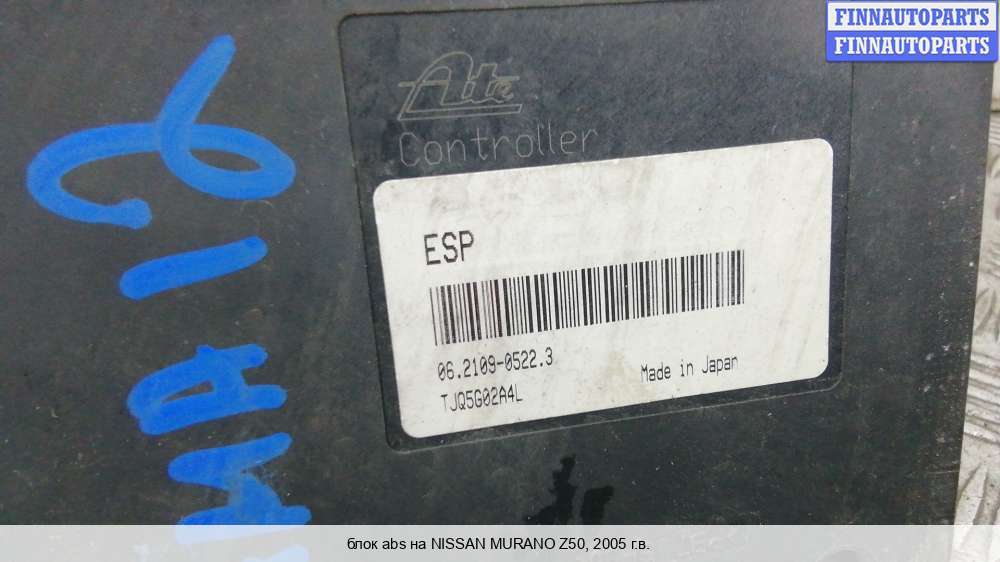 FINNAUTOPARTS
FINNAUTOPARTS
Ate
Controller
ESP
06.2109-0522.3
TJQ5G02A4L
Made in Japan
блок abs на NISSAN MURANO Z50, 2005 г.в.